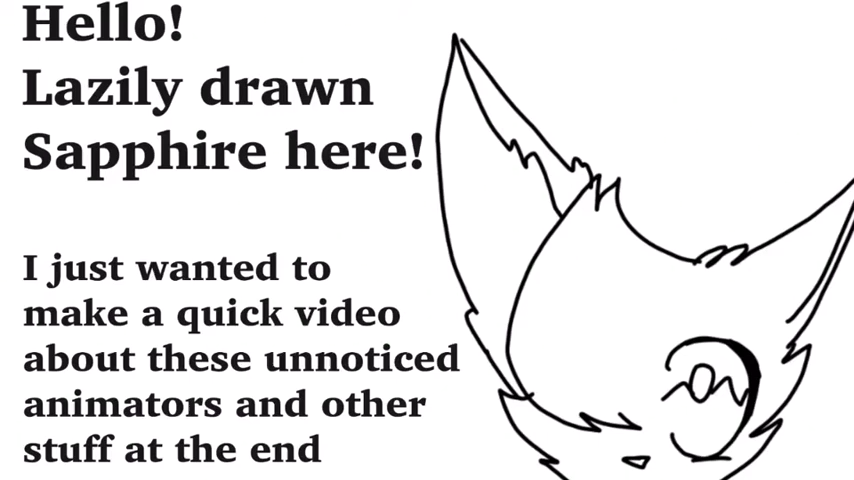 Hello!
Lazily drawn
Sapphire here!
I just wanted to
make a quick video
about these unnoticed
animators and other
stuff at the end